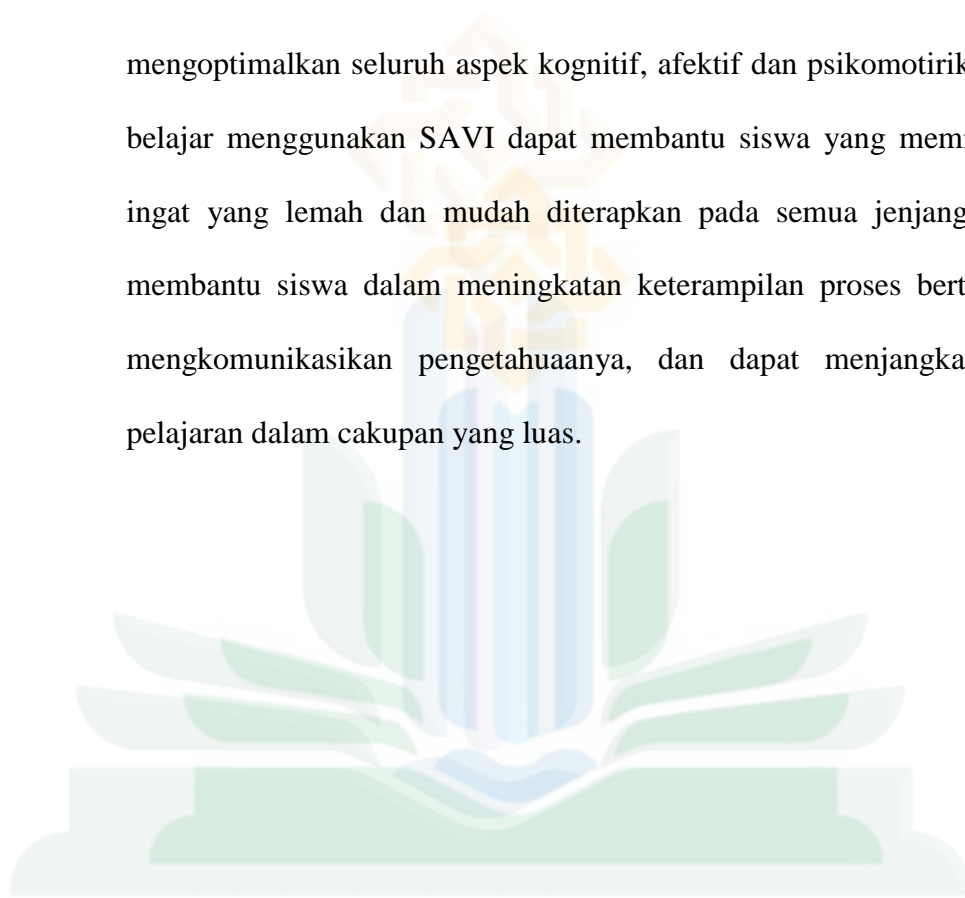 mengoptimalkan seluruh aspek kognitif, afektif dan psikomotirik
belajar menggunakan SAVI dapat membantu siswa yang
ingat yang lemah dan mudah diterapkan pada semua jenjang
membantu siswa dalam meningkatan keterampilan proses
mengkomunikasikan pengetahuaanya, dan dapat
pelajaran dalam cakupan yang luas.